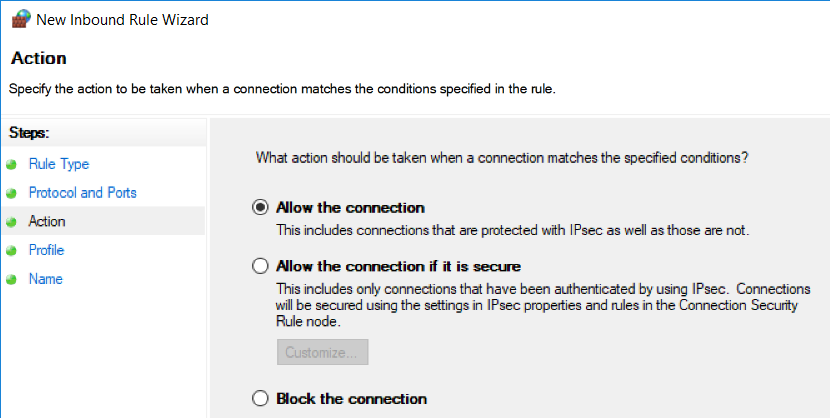 New Inbound Rule Wizard
Action
Specify the action to be taken when a connection matches the conditions specified in the rule.
Steps:
Rule Type
Protocol and Ports
Action
Profile
Name
What action should be taken when a connection matches the specified conditions?
Allow the connection
This includes connections that are protected with IPsec as well as those are not.
Allow the connection if it is secure
This includes only connections that have been authenticated by using IPsec.  Connections
will be secured using the settings in IPsec properties and rules in the Connection Security
Rule node.
Customize...
Block the connection